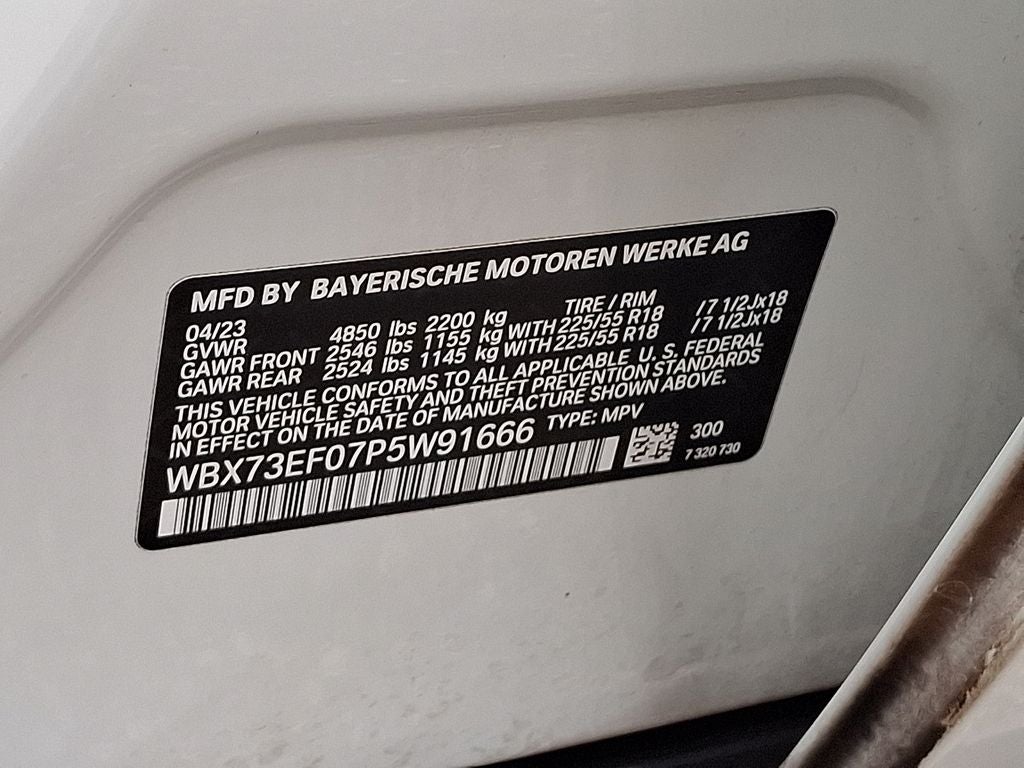 MFD BY BAYERISCHE MOTOREN WERKE AG
04/23 TIRE / RIM
GVWR 4850 lbs 2200 kg
GAWR FRONT 2546 lbs 1155 kg WITH 225/55 R18 /7 1/2Jx18
GAWR REAR 2524 lbs 1145 kg WITH 225/55 R18 /7 1/2Jx18
THIS VEHICLE CONFORMS TO ALL APPLICABLE U. S. FEDERAL
MOTOR VEHICLE SAFETY AND THEFT PREVENTION STANDARDS
IN EFFECT ON THE DATE OF MANUFACTURE SHOWN ABOVE.
WBX73EF07P5W91666 TYPE: MPV
300
7 320 730